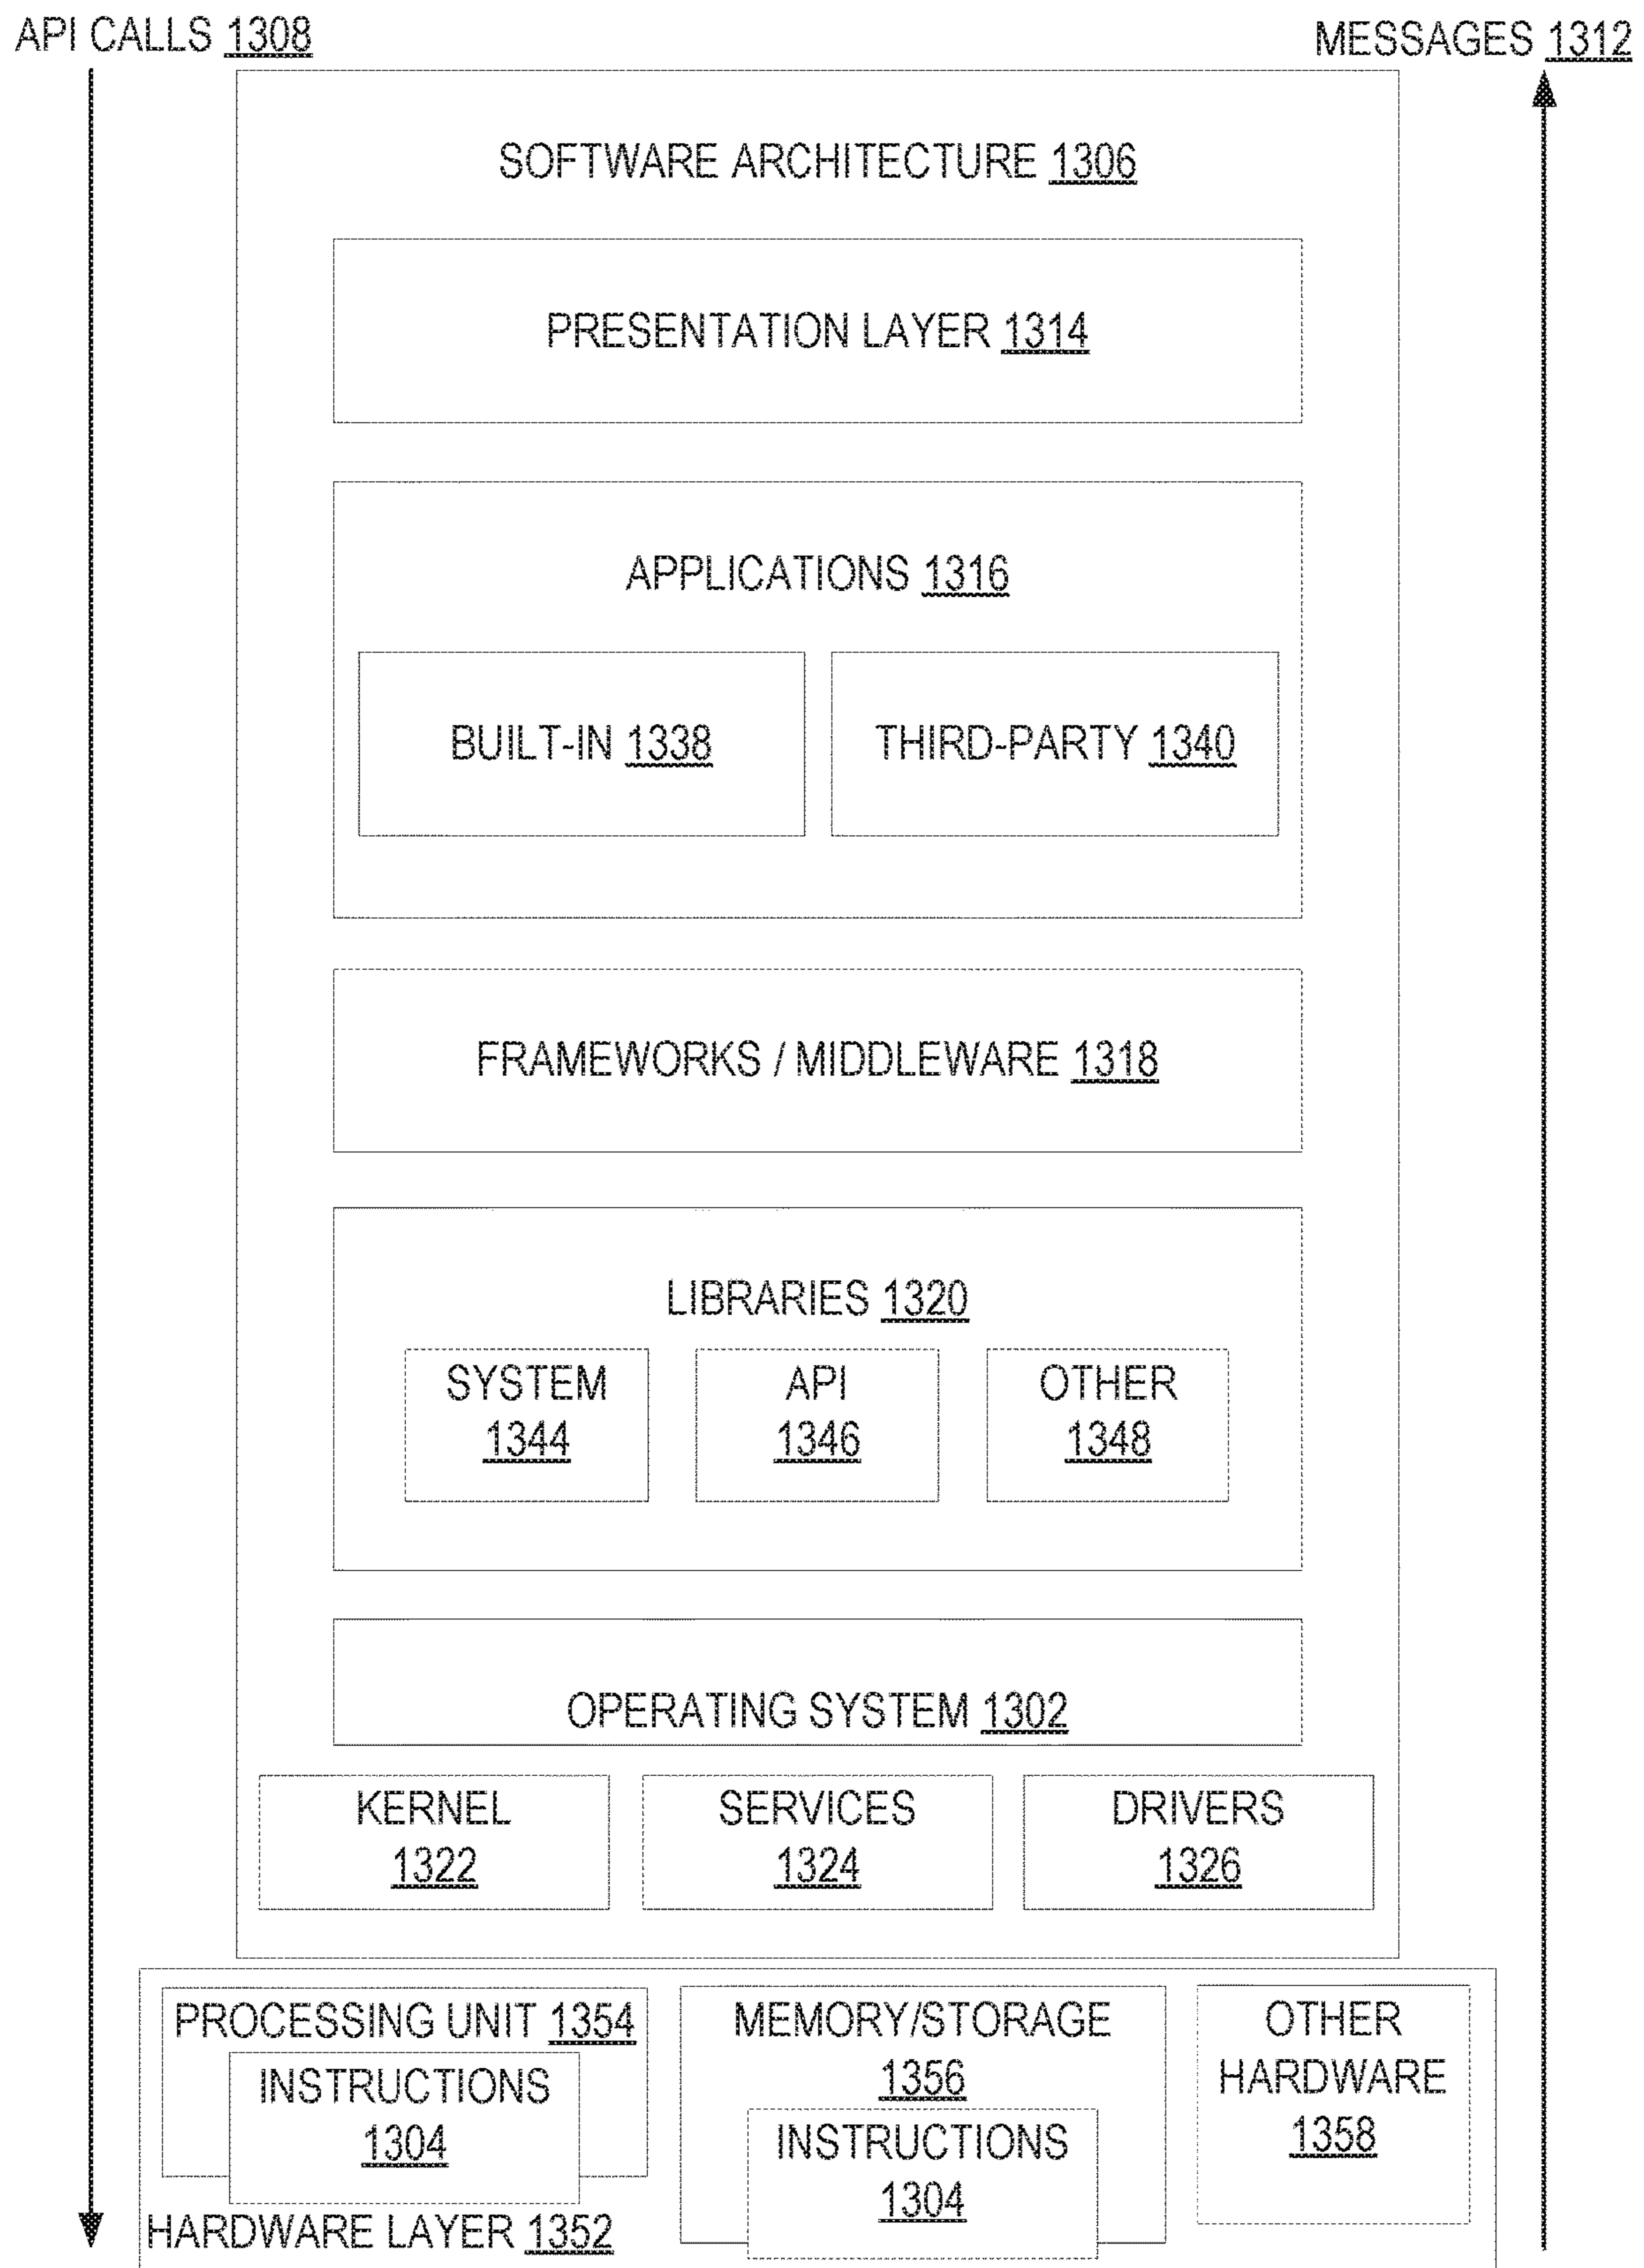 API CALLS 1308
MESSAGES 1312
SOFTWARE ARCHITECTURE 1306
PRESENTATION LAYER 1314
APPLICATIONS 1316
BUILT-IN 1338
THIRD-PARTY 1340
FRAMEWORKS / MIDDLEWARE 1318
LIBRARIES 1320
SYSTEM
1344
API
1346
OTHER
1348
OPERATING SYSTEM 1302
KERNEL
1322
SERVICES
1324
DRIVERS
1326
PROCESSING UNIT 1354
INSTRUCTIONS
1304
MEMORY/STORAGE
1356
INSTRUCTIONS
1304
OTHER
HARDWARE
1358
HARDWARE LAYER 1352